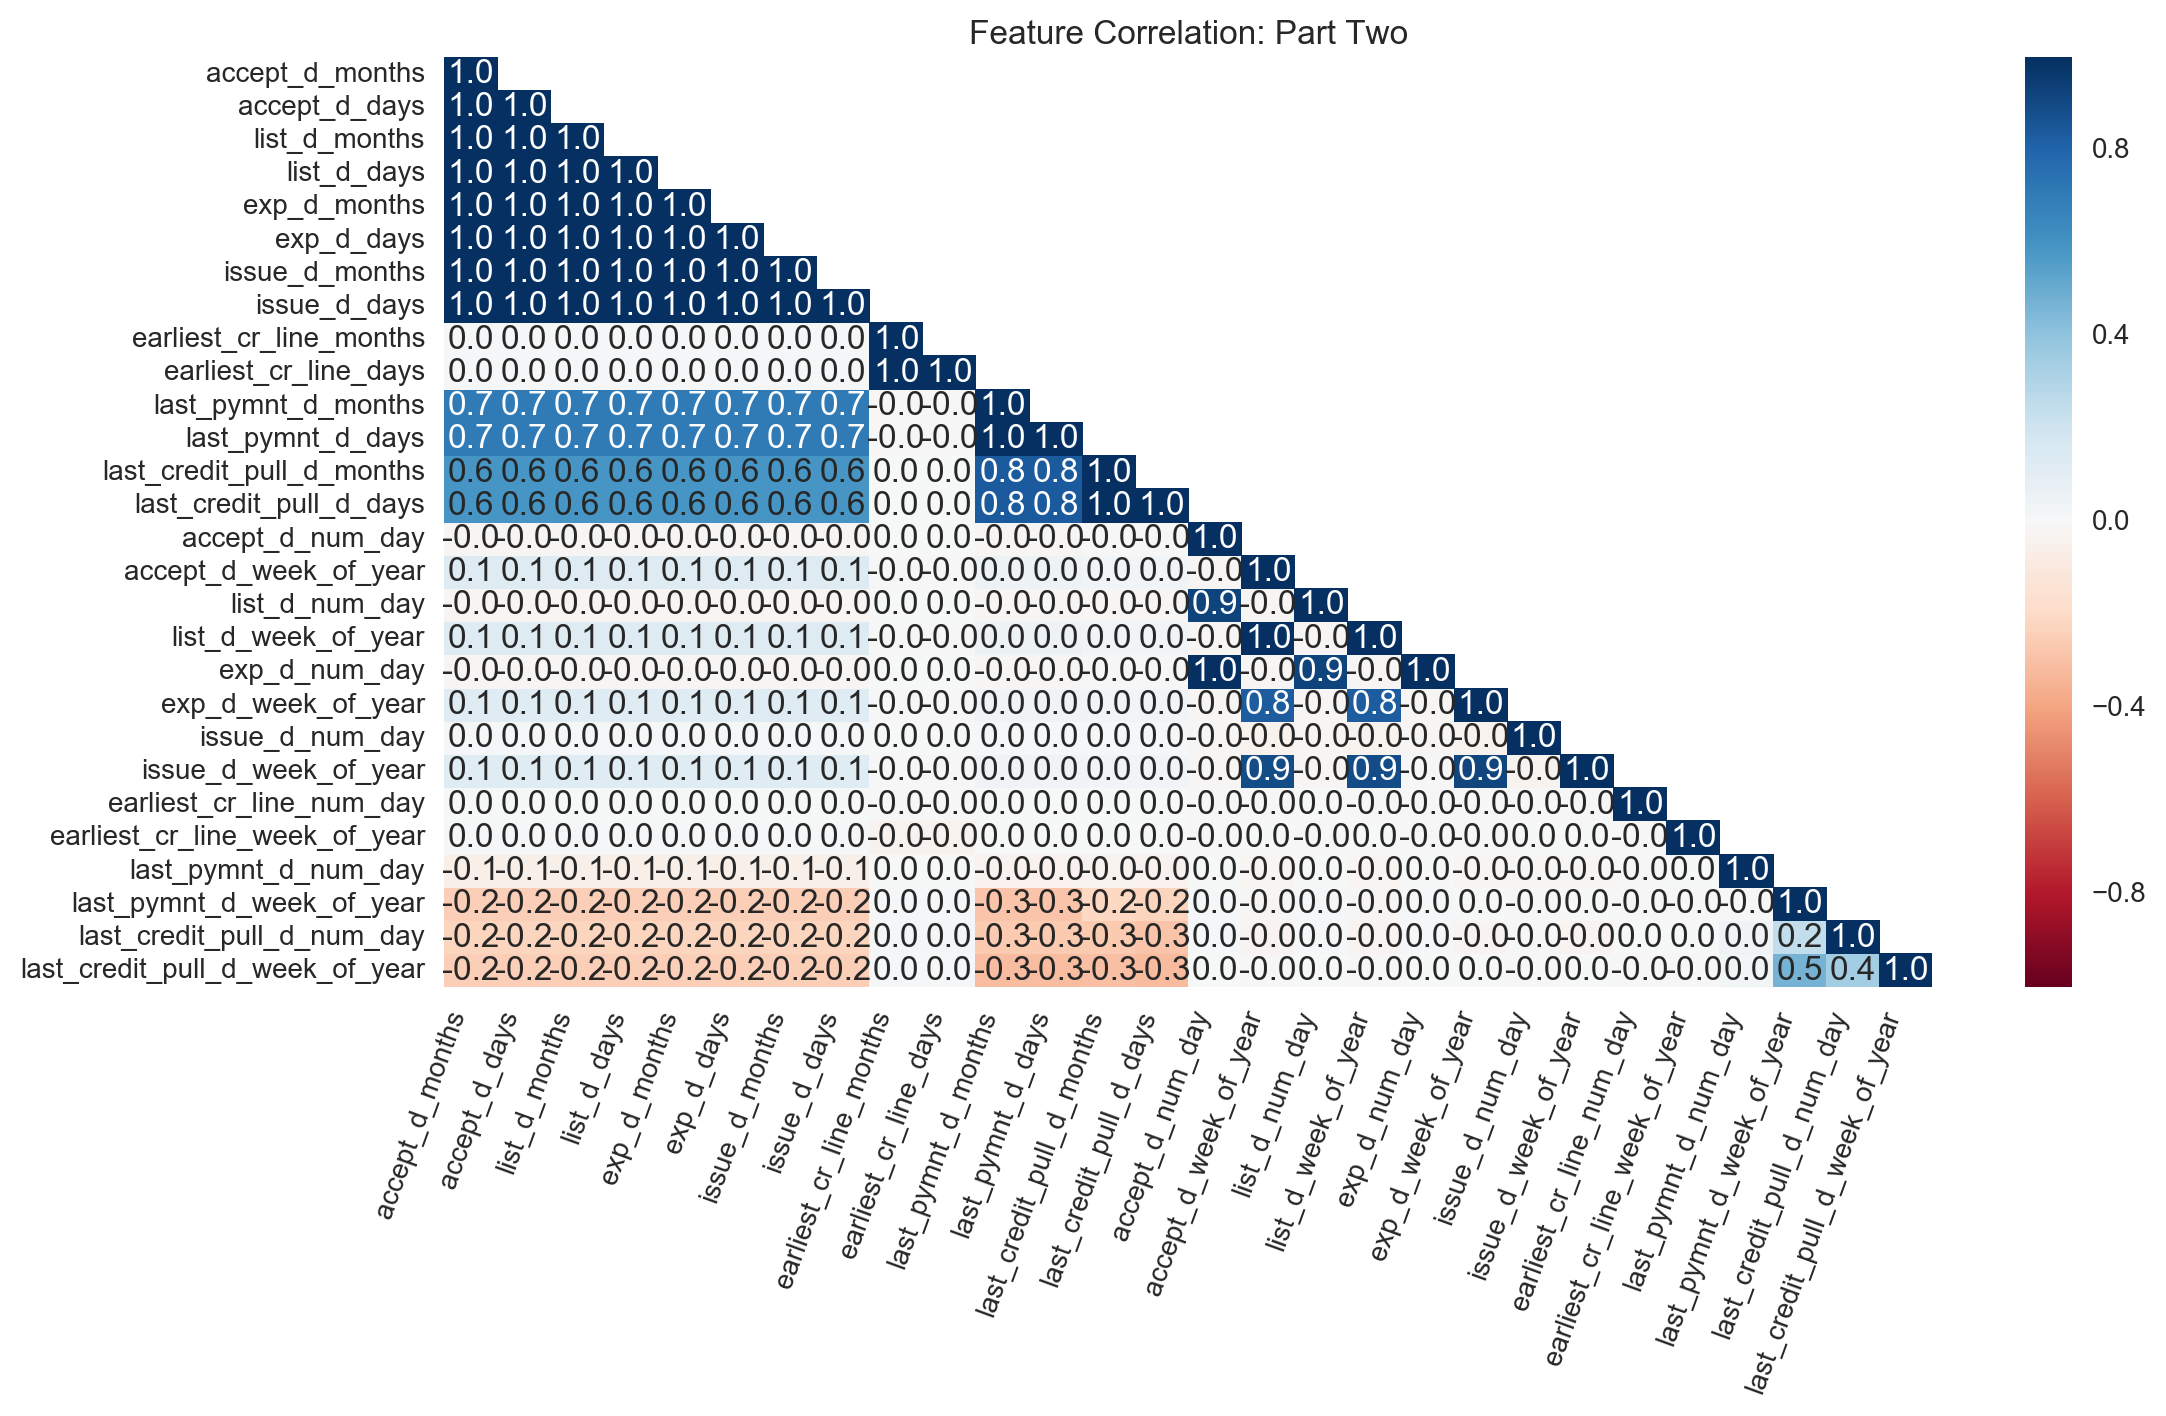 Feature Correlation: Part Two
accept_d_months 1.0
accept_d_days 1.0 1.0
list_d_months 1.0 1.0 1.0
list_d_days 1.0 1.0 1.0 1.0
exp_d_months 1.0 1.0 1.0 1.0 1.0
exp_d_days 1.0 1.0 1.0 1.0 1.0 1.0
issue_d_months 1.0 1.0 1.0 1.0 1.0 1.0 1.0
issue_d_days 1.0 1.0 1.0 1.0 1.0 1.0 1.0 1.0
earliest_cr_line_months 0.0 0.0 0.0 0.0 0.0 0.0 0.0 0.0 1.0
earliest_cr_line_days 0.0 0.0 0.0 0.0 0.0 0.0 0.0 0.0 1.0 1.0
last_pymnt_d_months 0.7 0.7 0.7 0.7 0.7 0.7 0.7 0.7 -0.0 -0.0 1.0
last_pymnt_d_days 0.7 0.7 0.7 0.7 0.7 0.7 0.7 0.7 -0.0 -0.0 1.0 1.0
last_credit_pull_d_months 0.6 0.6 0.6 0.6 0.6 0.6 0.6 0.6 0.0 0.0 0.8 0.8 1.0
last_credit_pull_d_days 0.6 0.6 0.6 0.6 0.6 0.6 0.6 0.6 0.0 0.0 0.8 0.8 1.0 1.0
accept_d_num_day -0.0 -0.0 -0.0 -0.0 -0.0 -0.0 -0.0 -0.0 0.0 0.0 -0.0 -0.0 -0.0 -0.0 1.0
accept_d_week_of_year 0.1 0.1 0.1 0.1 0.1 0.1 0.1 0.1 -0.0 -0.0 0.0 0.0 0.0 0.0 -0.0 1.0
list_d_num_day -0.0 -0.0 -0.0 -0.0 -0.0 -0.0 -0.0 -0.0 0.0 0.0 -0.0 -0.0 -0.0 -0.0 0.9 -0.0 1.0
list_d_week_of_year 0.1 0.1 0.1 0.1 0.1 0.1 0.1 0.1 -0.0 -0.0 0.0 0.0 0.0 0.0 -0.0 1.0 -0.0 1.0
exp_d_num_day -0.0 -0.0 -0.0 -0.0 -0.0 -0.0 -0.0 -0.0 0.0 0.0 -0.0 -0.0 -0.0 -0.0 1.0 -0.0 0.9 -0.0 1.0
exp_d_week_of_year 0.1 0.1 0.1 0.1 0.1 0.1 0.1 0.1 -0.0 -0.0 0.0 0.0 0.0 0.0 -0.0 0.8 -0.0 0.8 -0.0 1.0
issue_d_num_day 0.0 0.0 0.0 0.0 0.0 0.0 0.0 0.0 0.0 0.0 0.0 0.0 0.0 0.0 -0.0 -0.0 -0.0 -0.0 -0.0 -0.0 1.0
issue_d_week_of_year 0.1 0.1 0.1 0.1 0.1 0.1 0.1 0.1 -0.0 -0.0 0.0 0.0 0.0 0.0 -0.0 0.9 -0.0 0.9 -0.0 0.9 -0.0 1.0
earliest_cr_line_num_day 0.0 0.0 0.0 0.0 0.0 0.0 0.0 0.0 -0.0 -0.0 0.0 0.0 0.0 0.0 -0.0 -0.0 0.0 -0.0 -0.0 -0.0 -0.0 -0.0 1.0
earliest_cr_line_week_of_year 0.0 0.0 0.0 0.0 0.0 0.0 0.0 0.0 -0.0 -0.0 0.0 0.0 0.0 0.0 -0.0 0.0 -0.0 0.0 -0.0 -0.0 0.0 0.0 -0.0 1.0
last_pymnt_d_num_day -0.1 -0.1 -0.1 -0.1 -0.1 -0.1 -0.1 -0.1 0.0 0.0 -0.0 -0.0 -0.0 -0.0 0.0 -0.0 0.0 -0.0 0.0 -0.0 -0.0 -0.0 -0.0 0.0 1.0
last_pymnt_d_week_of_year -0.2 -0.2 -0.2 -0.2 -0.2 -0.2 -0.2 -0.2 0.0 0.0 -0.3 -0.3 -0.2 -0.2 0.0 -0.0 0.0 -0.0 0.0 0.0 -0.0 0.0 -0.0 -0.0 -0.0 1.0
last_credit_pull_d_num_day -0.2 -0.2 -0.2 -0.2 -0.2 -0.2 -0.2 -0.2 0.0 0.0 -0.3 -0.3 -0.3 -0.3 0.0 -0.0 0.0 -0.0 0.0 -0.0 -0.0 -0.0 0.0 0.0 0.0 0.2 1.0
last_credit_pull_d_week_of_year -0.2 -0.2 -0.2 -0.2 -0.2 -0.2 -0.2 -0.2 0.0 0.0 -0.3 -0.3 -0.3 -0.3 0.0 -0.0 0.0 -0.0 0.0 0.0 -0.0 0.0 -0.0 -0.0 0.0 0.5 0.4 1.0
accept_d_months
accept_d_days
list_d_months
list_d_days
exp_d_months
exp_d_days
issue_d_months
issue_d_days
earliest_cr_line_months
earliest_cr_line_days
last_pymnt_d_months
last_pymnt_d_days
last_credit_pull_d_months
last_credit_pull_d_days
accept_d_num_day
accept_d_week_of_year
list_d_num_day
list_d_week_of_year
exp_d_num_day
exp_d_week_of_year
issue_d_num_day
issue_d_week_of_year
earliest_cr_line_num_day
earliest_cr_line_week_of_year
last_pymnt_d_num_day
last_pymnt_d_week_of_year
last_credit_pull_d_num_day
last_credit_pull_d_week_of_year
0.8
0.4
0.0
−0.4
−0.8